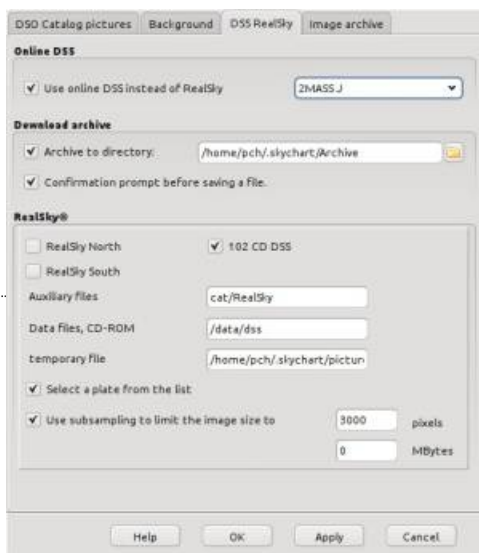 DSO Catalog pictures Background DSS RealSky Image archive
Online DSS
Use online DSS instead of RealSky 2MASS J
Download archive
Archive to directory: /home/pch/.skychart/Archive
Confirmation prompt before saving a file.
RealSky®
RealSky North 102 CD DSS
RealSky South
Auxiliary files cat/RealSky
Data files, CD-ROM /data/dss
temporary file /home/pch/.skychart/pictur
Select a plate from the list
Use subsampling to limit the image size to 3000 pixels
0 MBytes
Help OK Apply Cancel